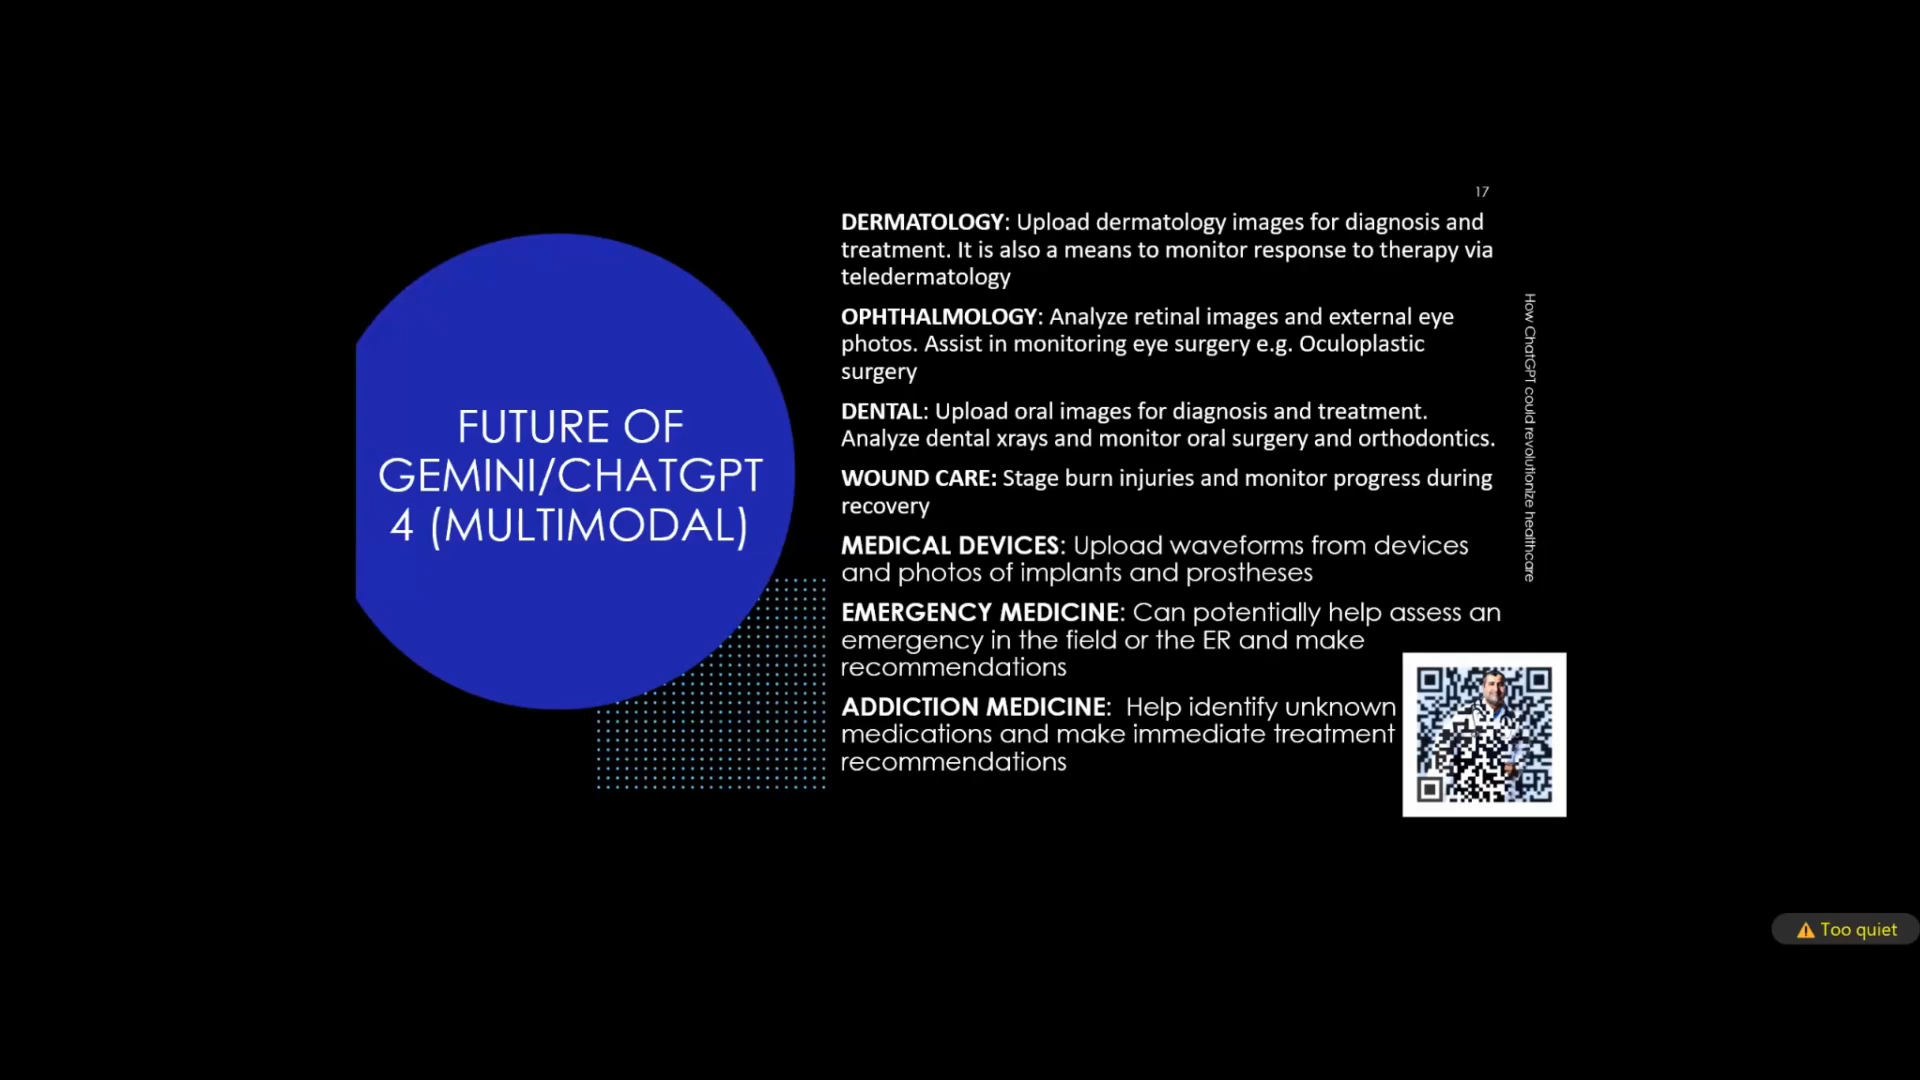 17
FUTURE OF
GEMINI/CHATGPT
4 (MULTIMODAL)
DERMATOLOGY: Upload dermatology images for diagnosis and
treatment. It is also a means to monitor response to therapy via
teledermatology
OPHTHALMOLOGY: Analyze retinal images and external eye
photos. Assist in monitoring eye surgery e.g. Oculoplastic
surgery
DENTAL: Upload oral images for diagnosis and treatment.
Analyze dental xrays and monitor oral surgery and orthodontics.
WOUND CARE: Stage burn injuries and monitor progress during
recovery
MEDICAL DEVICES: Upload waveforms from devices
and photos of implants and prostheses
EMERGENCY MEDICINE: Can potentially help assess an
emergency in the field or the ER and make
recommendations
ADDICTION MEDICINE:  Help identify unknown
medications and make immediate treatment
recommendations
How ChatGPT could revolutionize healthcare
Too quiet